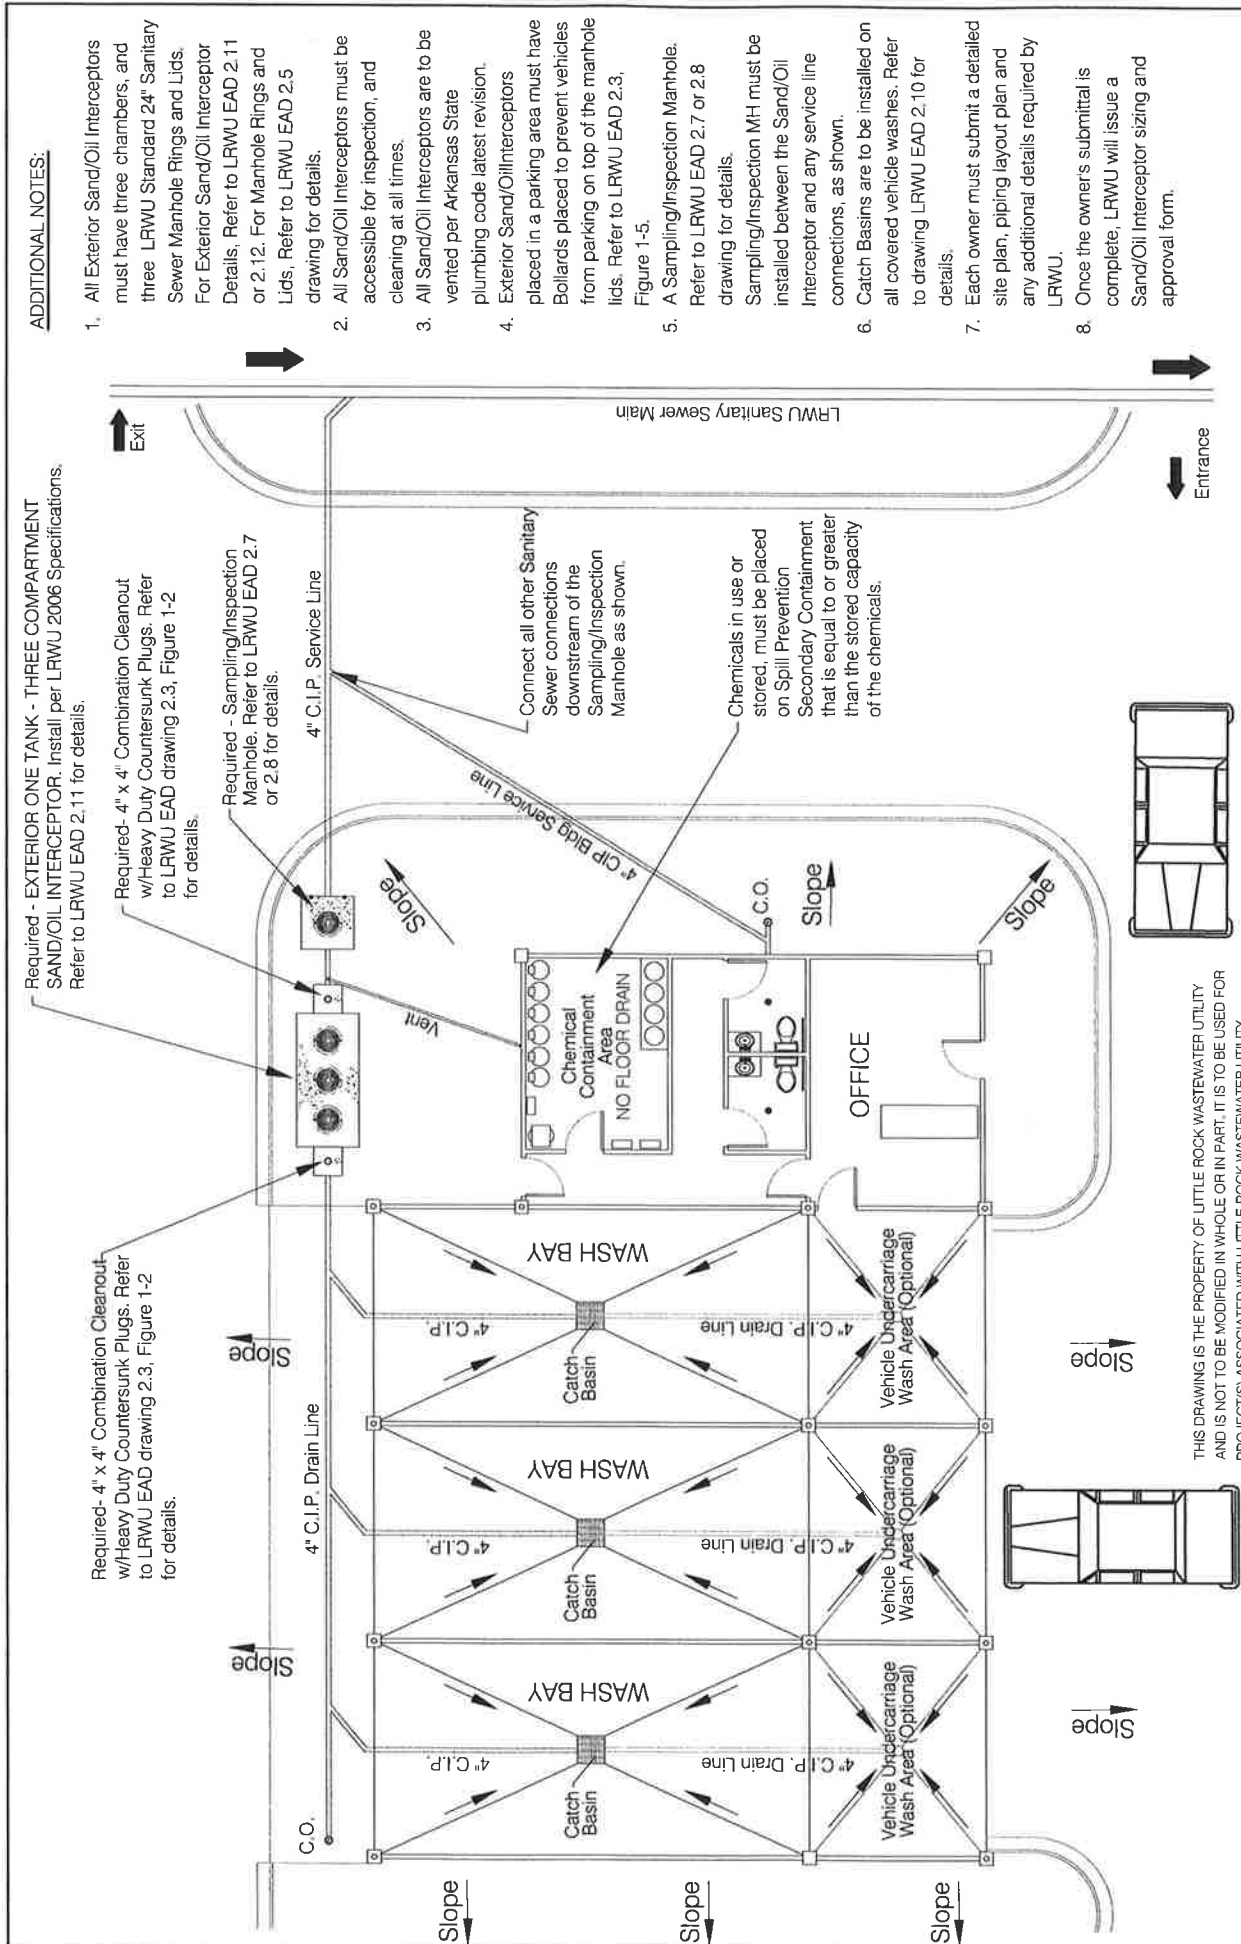 ADDITIONAL NOTES:
1. All Exterior Sand/Oil Interceptors
must have three chambers, and
three LRWU Standard 24" Sanitary
Sewer Manhole Rings and Lids.
For Exterior Sand/Oil Interceptor
Details, Refer to LRWU EAD 2.11
or 2.12. For Manhole Rings and
Lids, Refer to LRWU EAD 2.5
drawing for details.
2. All Sand/Oil Interceptors must be
accessible for inspection, and
cleaning at all times.
3. All Sand/Oil Interceptors are to be
vented per Arkansas State
plumbing code latest revision.
4. Exterior Sand/OilInterceptors
placed in a parking area must have
Bollards placed to prevent vehicles
from parking on top of the manhole
lids. Refer to LRWU EAD 2.3,
Figure 1-5.
5. A Sampling/Inspection Manhole.
Refer to LRWU EAD 2.7 or 2.8
drawing for details.
Sampling/Inspection MH must be
installed between the Sand/Oil
Interceptor and any service line
connections, as shown.
6. Catch Basins are to be installed on
all covered vehicle washes. Refer
to drawing LRWU EAD 2.10 for
details.
7. Each owner must submit a detailed
site plan, piping layout plan and
any additional details required by
LRWU.
8. Once the owner's submittal is
complete, LRWU will issue a
Sand/Oil Interceptor sizing and
approval form.
Required - EXTERIOR ONE TANK - THREE COMPARTMENT
SAND/OIL INTERCEPTOR. Install per LRWU 2006 Specifications.
Refer to LRWU EAD 2.11 for details.
Required- 4" x 4" Combination Cleanout
w/Heavy Duty Countersunk Plugs. Refer
to LRWU EAD drawing 2.3, Figure 1-2
for details.
Required - Sampling/Inspection
Manhole. Refer to LRWU EAD 2.7
or 2.8 for details.
Required- 4" x 4" Combination Cleanout
w/Heavy Duty Countersunk Plugs. Refer
to LRWU EAD drawing 2.3, Figure 1-2
for details.
Exit
LRWU Sanitary Sewer Main
Entrance
4" C.I.P. Service Line
Connect all other Sanitary
Sewer connections
downstream of the
Sampling/Inspection
Manhole as shown.
Chemicals in use or
stored, must be placed
on Spill Prevention
Secondary Containment
that is equal to or greater
than the stored capacity
of the chemicals.
4" CIP Bldg Service Line
C.O.
Slope
Slope
Slope
Vent
Chemical
Containment
Area
NO FLOOR DRAIN
OFFICE
C.O.
4" C.I.P. Drain Line
Slope
Slope
4" C.I.P.
4" C.I.P.
4" C.I.P.
WASH BAY
WASH BAY
WASH BAY
Catch
Basin
Catch
Basin
Catch
Basin
4" C.I.P. Drain Line
4" C.I.P. Drain Line
4" C.I.P. Drain Line
Vehicle Undercarriage
Wash Area (Optional)
Vehicle Undercarriage
Wash Area (Optional)
Vehicle Undercarriage
Wash Area (Optional)
Slope
Slope
Slope
Slope
Slope
THIS DRAWING IS THE PROPERTY OF LITTLE ROCK WASTEWATER UTILITY
AND IS NOT TO BE MODIFIED IN WHOLE OR IN PART. IT IS TO BE USED FOR
PROJECT(S) ASSOCIATED WITH LITTLE ROCK WASTEWATER UTILITY